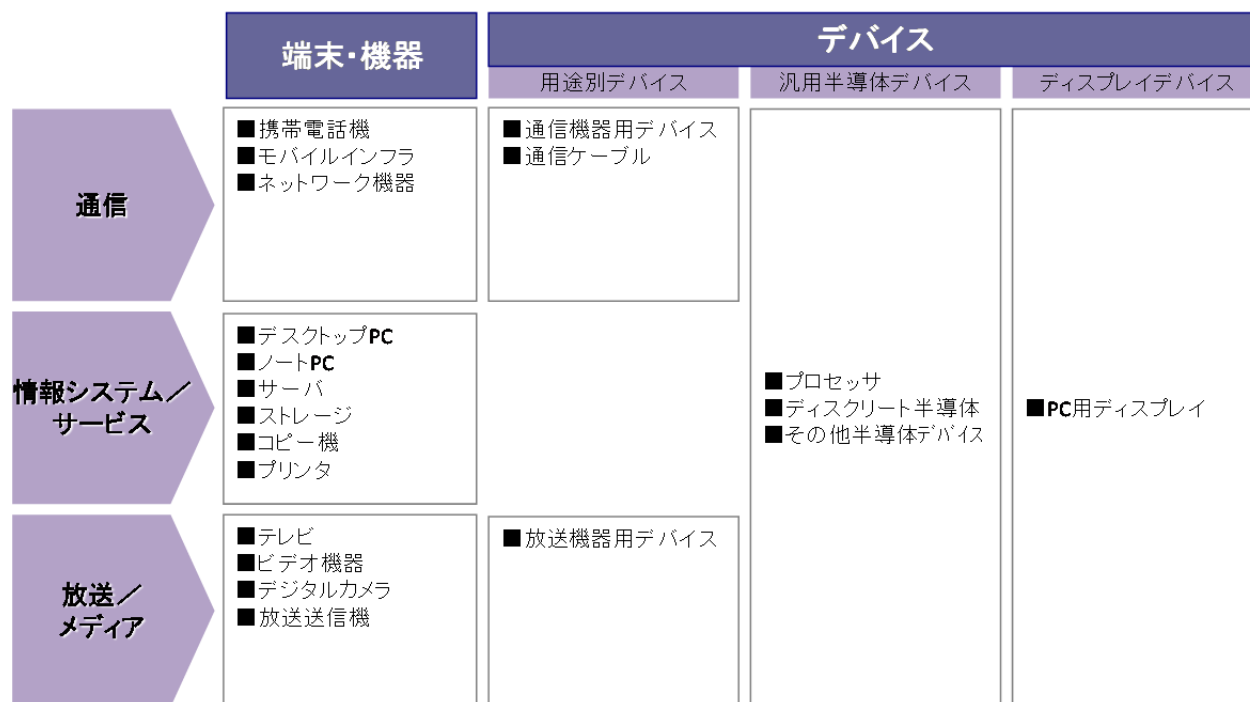 端末・機器
デバイス
用途別デバイス
汎用半導体デバイス
ディスプレイデバイス
通信
■携帯電話機
■モバイルインフラ
■ネットワーク機器
■通信機器用デバイス
■通信ケーブル
情報システム／
サービス
■デスクトップPC
■ノートPC
■サーバ
■ストレージ
■コピー機
■プリンタ
■プロセッサ
■ディスクリート半導体
■その他半導体デバイス
■PC用ディスプレイ
放送／
メディア
■テレビ
■ビデオ機器
■デジタルカメラ
■放送送信機
■放送機器用デバイス